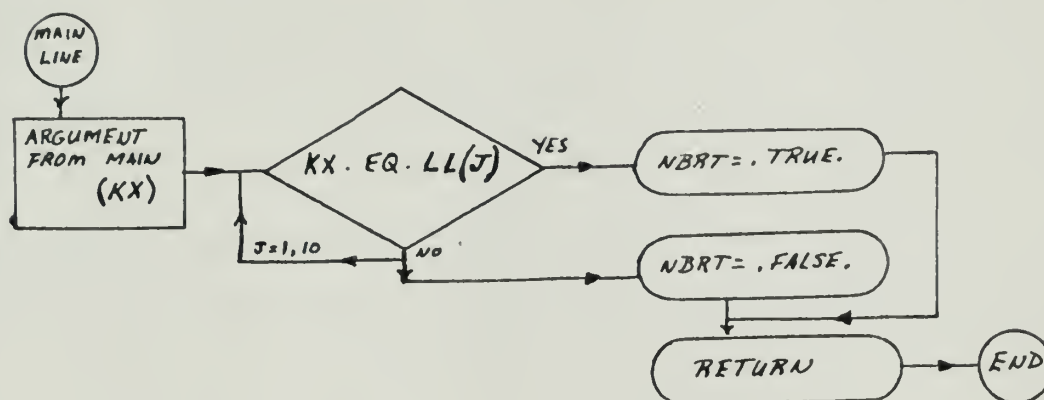 MAIN
LINE
ARGUMENT
FROM MAIN
(KX)
KX. EQ. LL(J)
YES
NBRT=. TRUE.
J=1,10
NO
NBRT=. FALSE.
RETURN
END